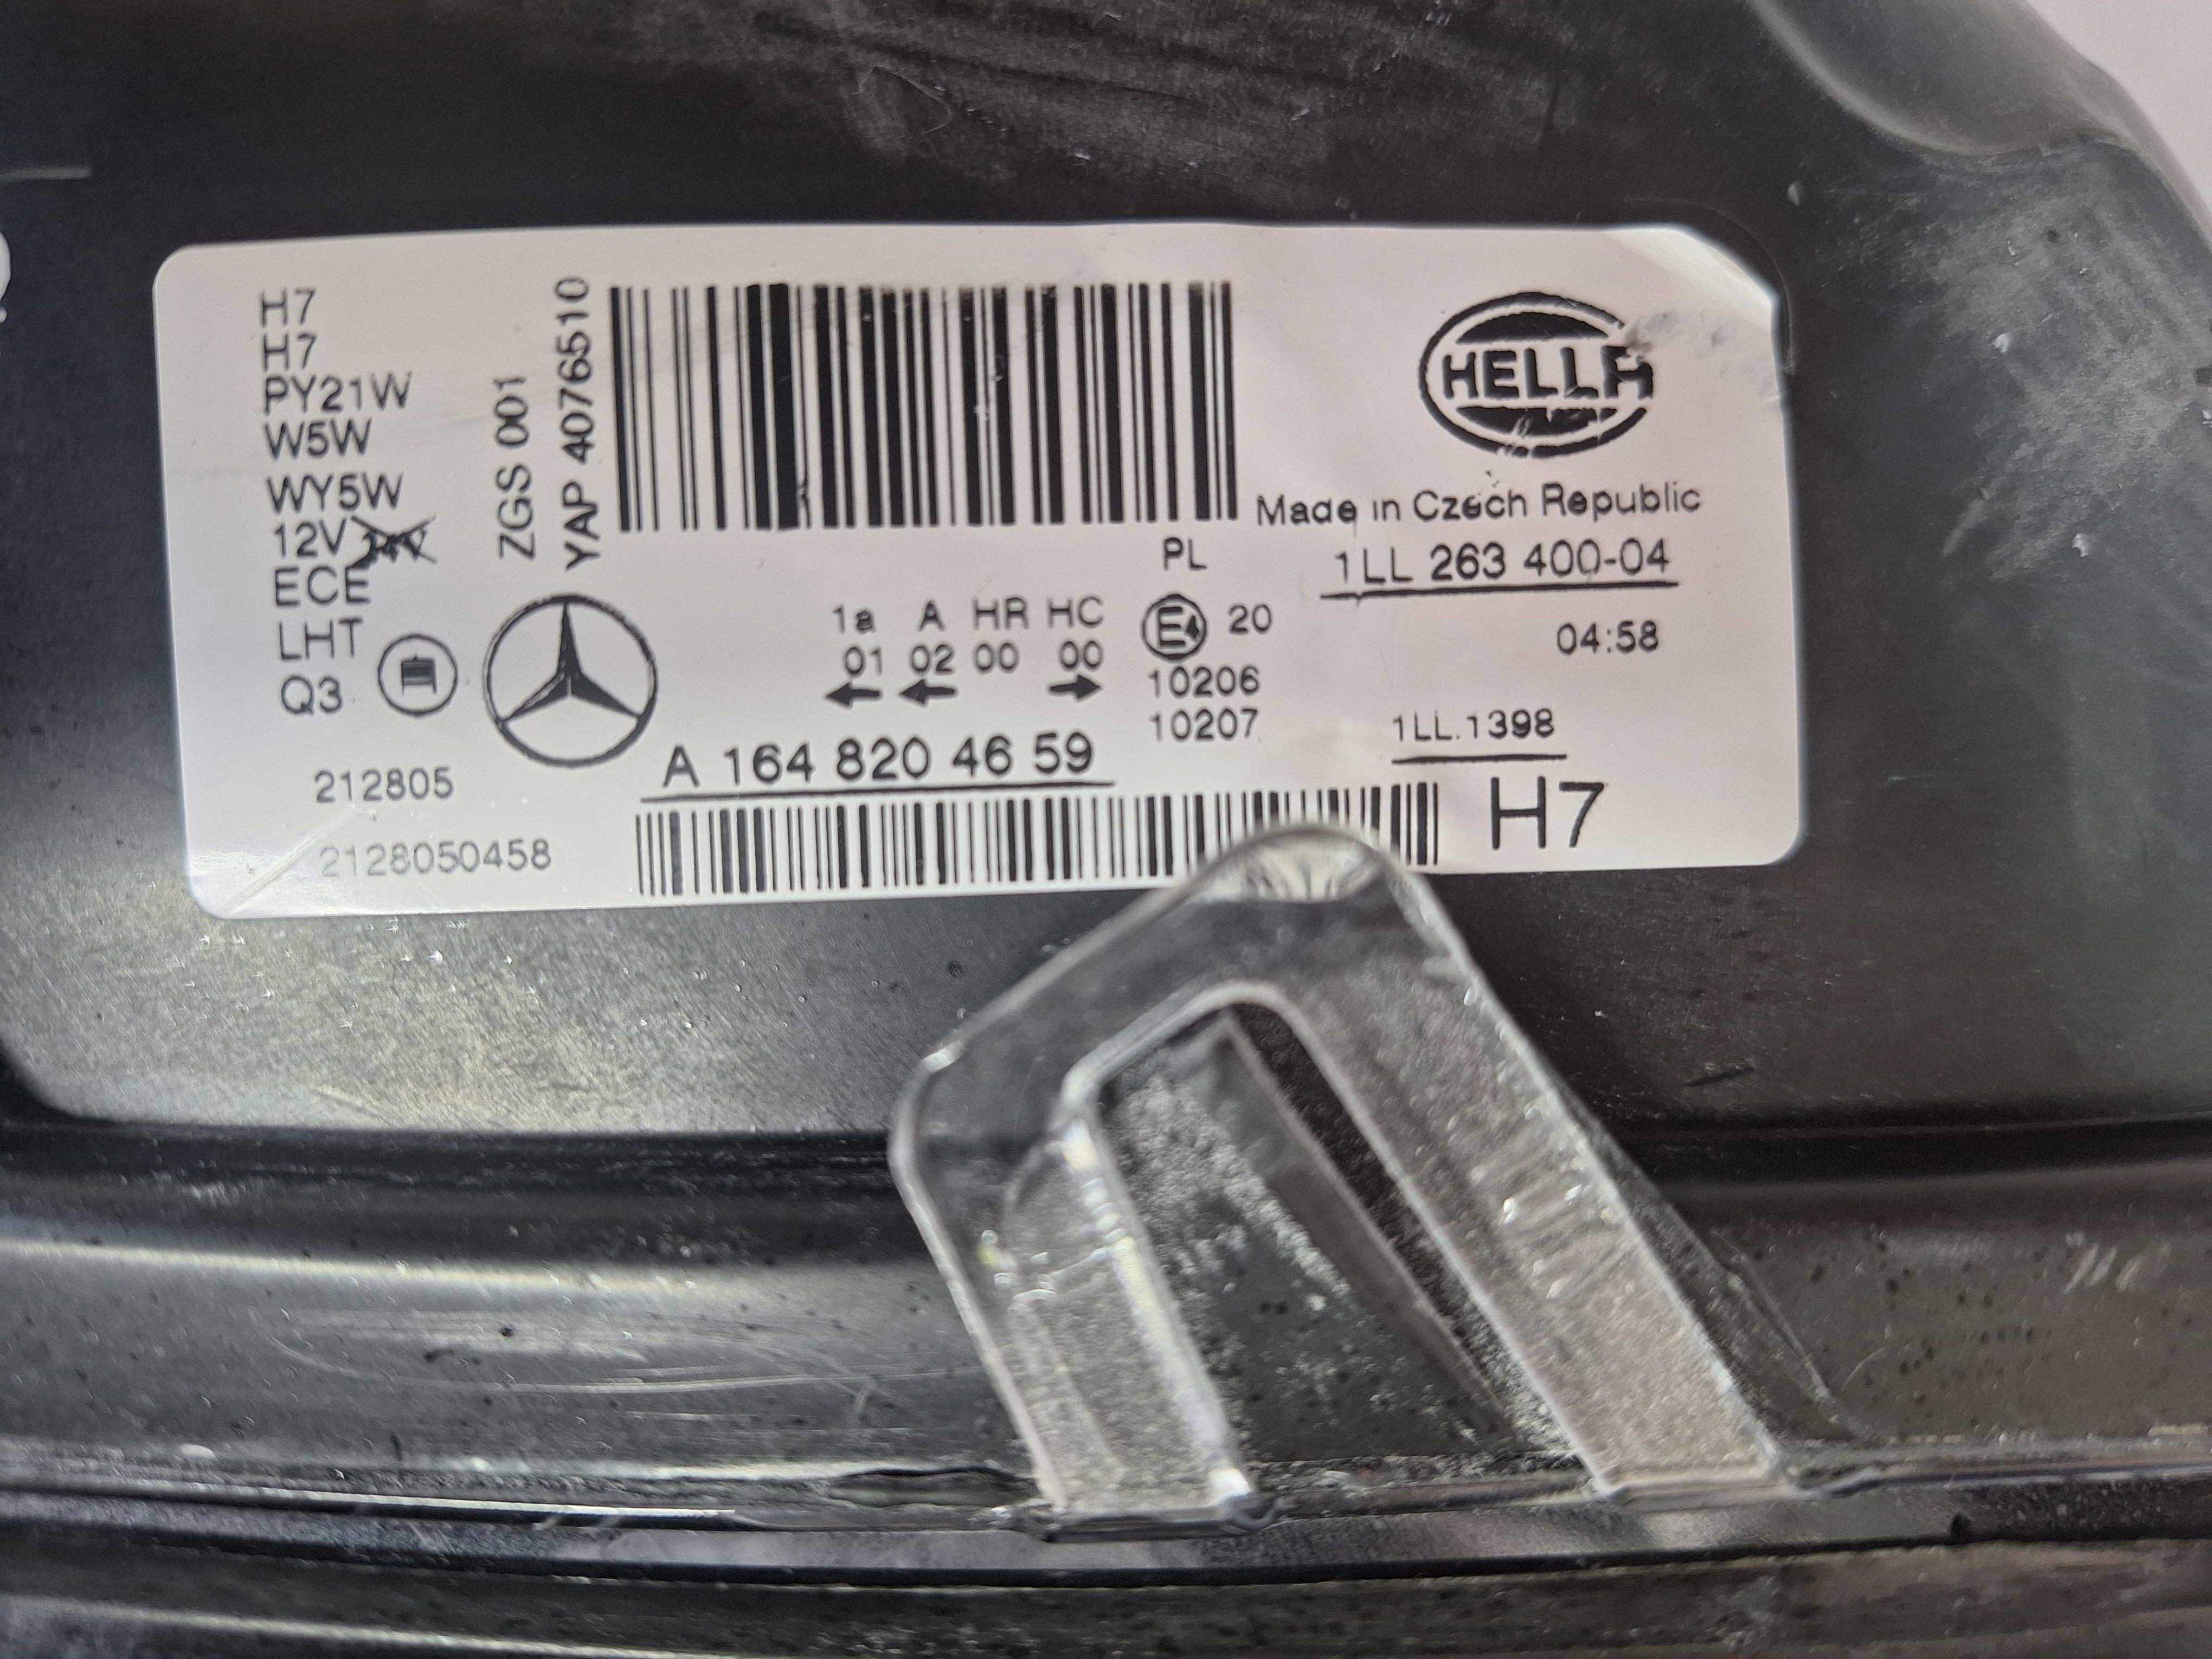 H7
H7
PY21W
W5W
WY5W
12V
ECE
LHT
Q3
212805
2128050458
ZGS 001
YAP 40765510
1a A HR HC
01 02 00 00
A 164 820 46 59
PL
E4 20
10206
10207
HELLA
Made in Czech Republic
1LL 263 400-04
04:58
1LL.1398
H7